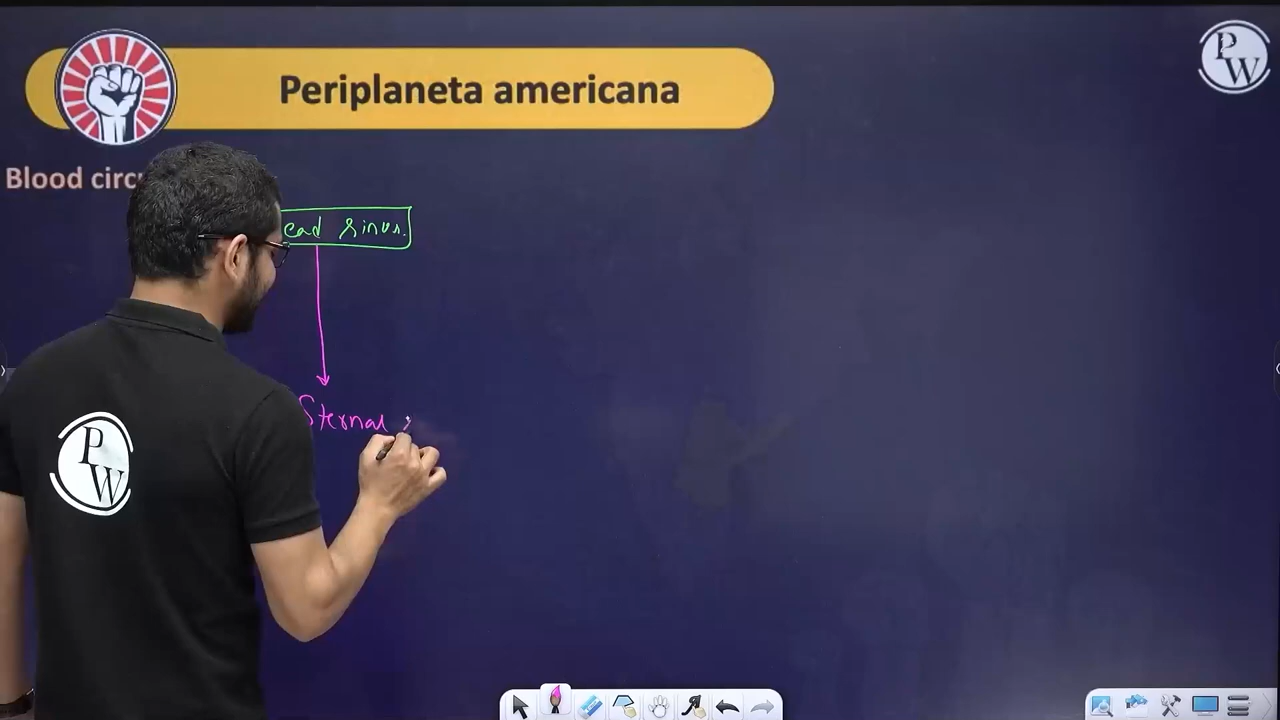 Periplaneta americana
PW
Blood circ
ead sinus.
Sternal
PW